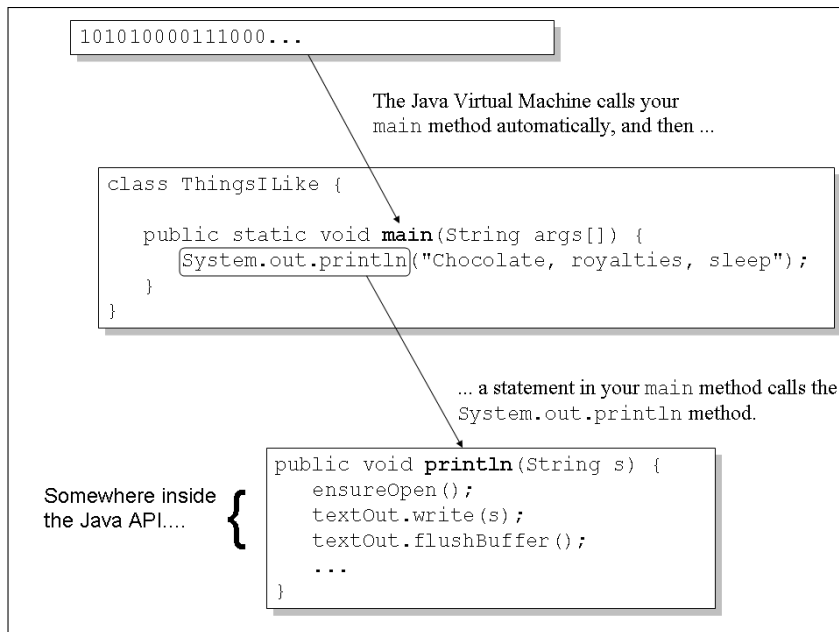 101010000111000...
The Java Virtual Machine calls your
main method automatically, and then ...
class ThingsILike {
public static void main(String args[]) {
System.out.println("Chocolate, royalties, sleep");
}
}
... a statement in your main method calls the
System.out.println method.
Somewhere inside
the Java API....
{
public void println(String s) {
ensureOpen();
textOut.write(s);
textOut.flushBuffer();
...
}